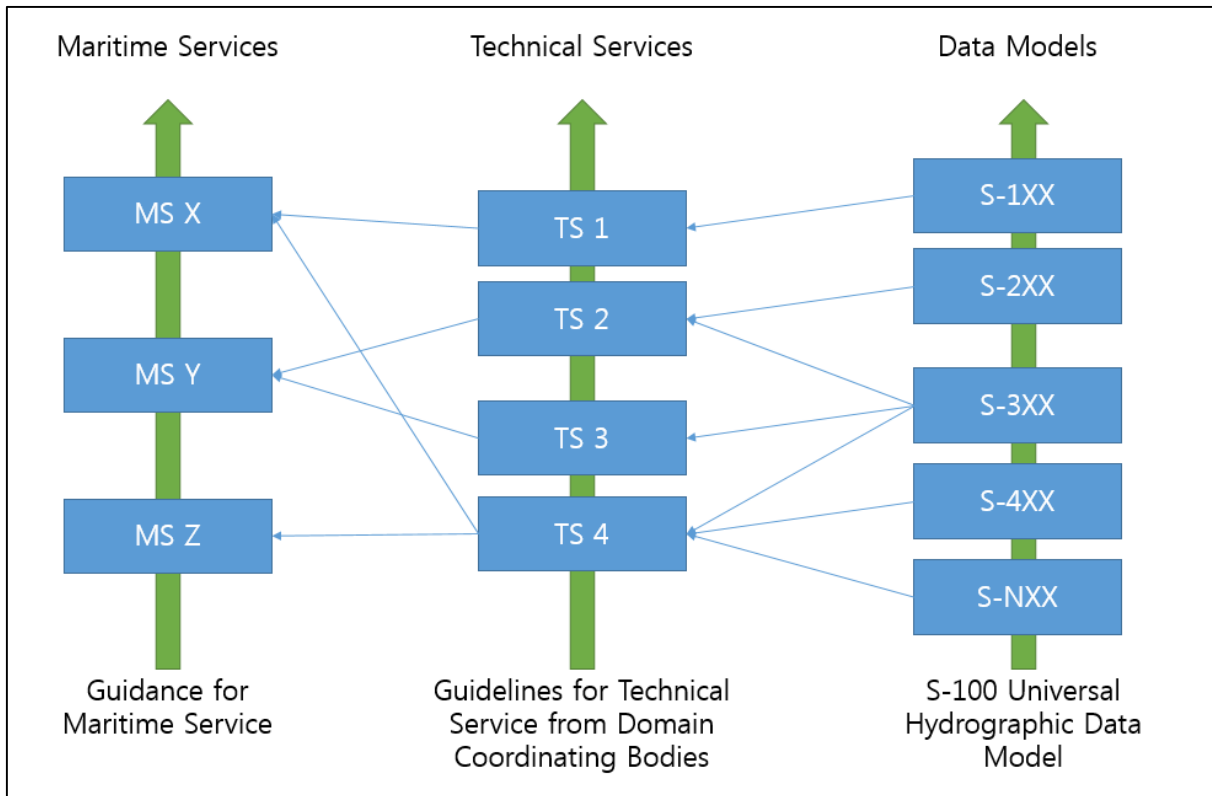 Maritime Services
Technical Services
Data Models
MS X
MS Y
MS Z
TS 1
TS 2
TS 3
TS 4
S-1XX
S-2XX
S-3XX
S-4XX
S-NXX
Guidance for
Maritime Service
Guidelines for Technical
Service from Domain
Coordinating Bodies
S-100 Universal
Hydrographic Data
Model